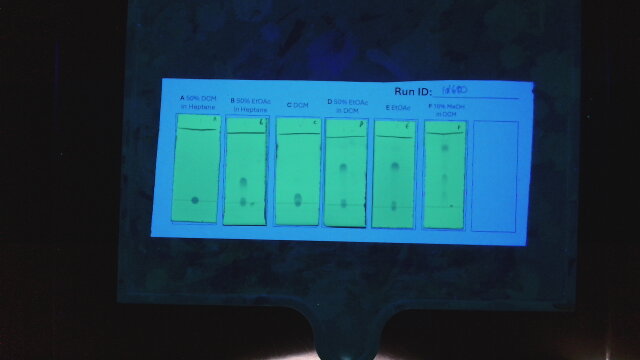 Run ID:
A 50% DCM
in Heptane
B 50% EtOAc
in Heptane
C DCM
D 50% EtOAc
in DCM
E EtOAc
F 10% MeOH
in DCM
A
C
D
E
F